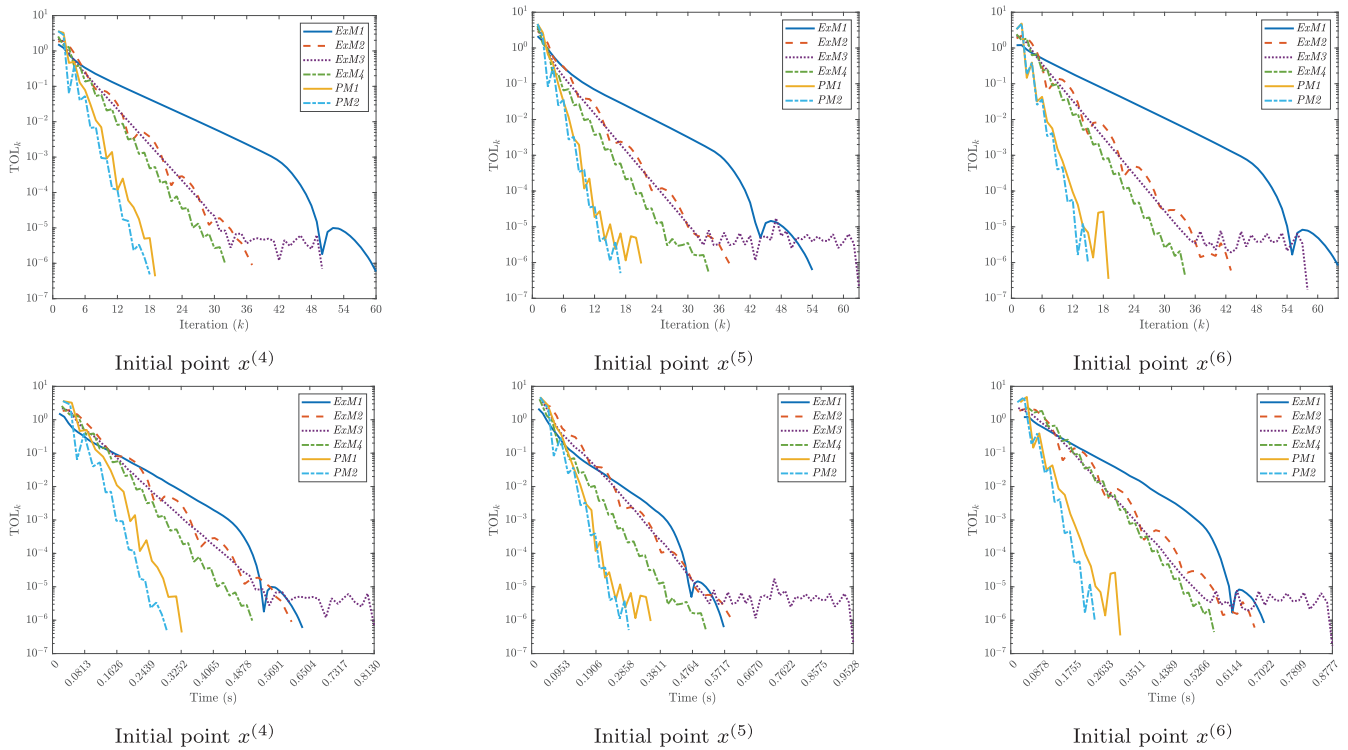 10^1
10^0
10^-1
10^-2
10^-3
10^-4
10^-5
10^-6
10^-7
TOL_k
0 6 12 18 24 30 36 42 48 54 60
Iteration (k)
ExM1
ExM2
ExM3
ExM4
PM1
PM2
Initial point x^(4)
10^1
10^0
10^-1
10^-2
10^-3
10^-4
10^-5
10^-6
10^-7
TOL_k
0 6 12 18 24 30 36 42 48 54 60
Iteration (k)
ExM1
ExM2
ExM3
ExM4
PM1
PM2
Initial point x^(5)
10^1
10^0
10^-1
10^-2
10^-3
10^-4
10^-5
10^-6
10^-7
TOL_k
0 6 12 18 24 30 36 42 48 54 60
Iteration (k)
ExM1
ExM2
ExM3
ExM4
PM1
PM2
Initial point x^(6)
10^1
10^0
10^-1
10^-2
10^-3
10^-4
10^-5
10^-6
10^-7
TOL_k
0 0.0813 0.1626 0.2439 0.3252 0.4065 0.4878 0.5691 0.6504 0.7317 0.8130
Time (s)
ExM1
ExM2
ExM3
ExM4
PM1
PM2
Initial point x^(4)
10^1
10^0
10^-1
10^-2
10^-3
10^-4
10^-5
10^-6
10^-7
TOL_k
0 0.0953 0.1906 0.2858 0.3811 0.4764 0.5717 0.6670 0.7622 0.8575 0.9528
Time (s)
ExM1
ExM2
ExM3
ExM4
PM1
PM2
Initial point x^(5)
10^1
10^0
10^-1
10^-2
10^-3
10^-4
10^-5
10^-6
10^-7
TOL_k
0 0.0878 0.1755 0.2633 0.3511 0.4389 0.5266 0.6144 0.7022 0.7899 0.8777
Time (s)
ExM1
ExM2
ExM3
ExM4
PM1
PM2
Initial point x^(6)